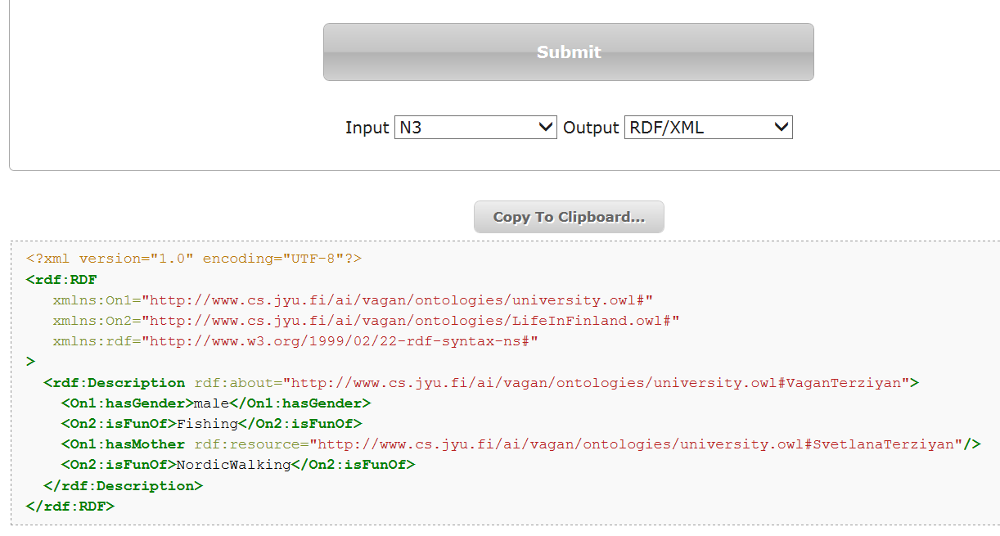 Submit
Input N3 Output RDF/XML
Copy To Clipboard...
<?xml version="1.0" encoding="UTF-8"?>
<rdf:RDF
xmlns:On1="http://www.cs.jyu.fi/ai/vagan/ontologies/university.owl#"
xmlns:On2="http://www.cs.jyu.fi/ai/vagan/ontologies/LifeInFinland.owl#"
xmlns:rdf="http://www.w3.org/1999/02/22-rdf-syntax-ns#"
>
<rdf:Description rdf:about="http://www.cs.jyu.fi/ai/vagan/ontologies/university.owl#VaganTerziyan">
<On1:hasGender>male</On1:hasGender>
<On2:isFunOf>Fishing</On2:isFunOf>
<On1:hasMother rdf:resource="http://www.cs.jyu.fi/ai/vagan/ontologies/university.owl#SvetlanaTerziyan"/>
<On2:isFunOf>NordicWalking</On2:isFunOf>
</rdf:Description>
</rdf:RDF>